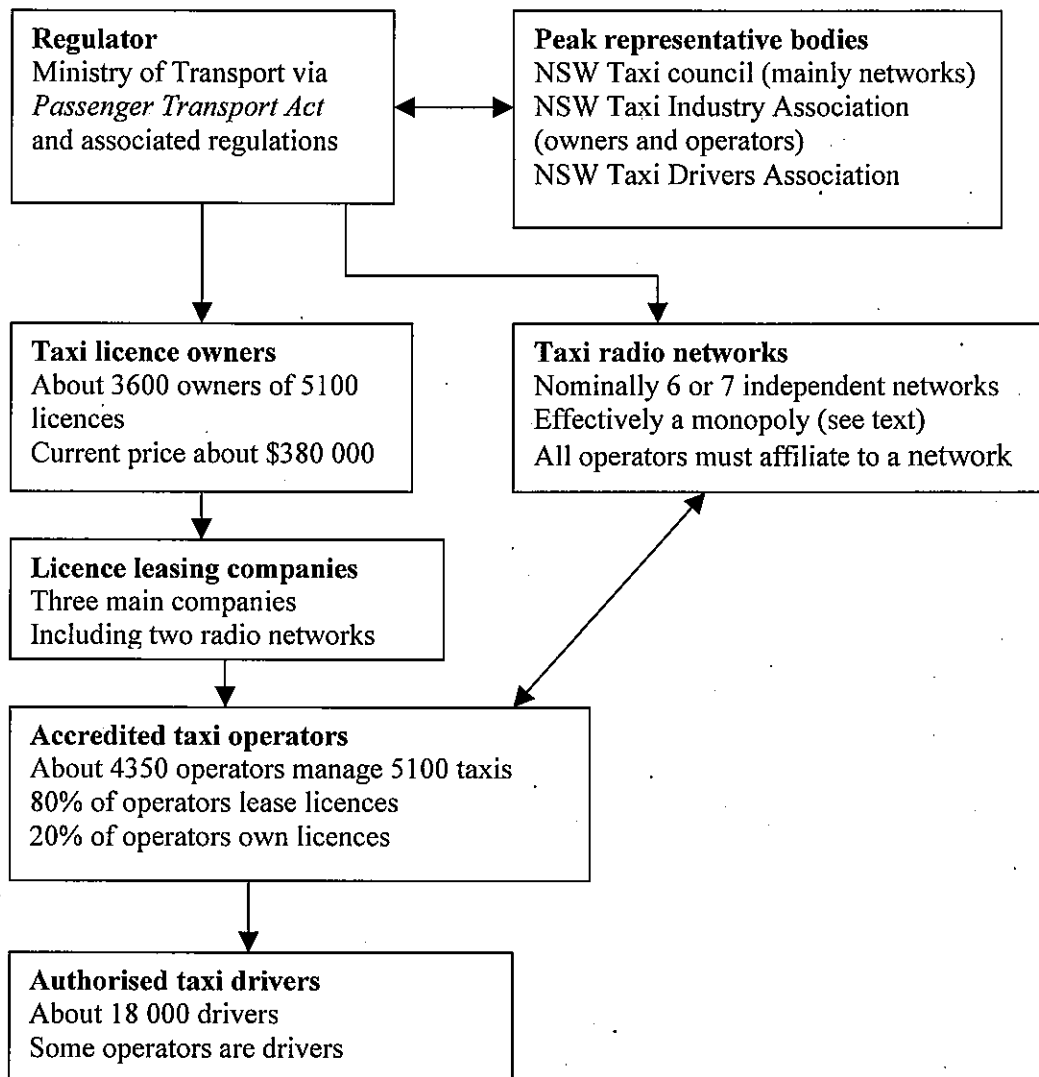 Regulator
Ministry of Transport via
Passenger Transport Act
and associated regulations
Peak representative bodies
NSW Taxi council (mainly networks)
NSW Taxi Industry Association
(owners and operators)
NSW Taxi Drivers Association
Taxi licence owners
About 3600 owners of 5100
licences
Current price about $380 000
Taxi radio networks
Nominally 6 or 7 independent networks
Effectively a monopoly (see text)
All operators must affiliate to a network
Licence leasing companies
Three main companies
Including two radio networks
Accredited taxi operators
About 4350 operators manage 5100 taxis
80% of operators lease licences
20% of operators own licences
Authorised taxi drivers
About 18 000 drivers
Some operators are drivers